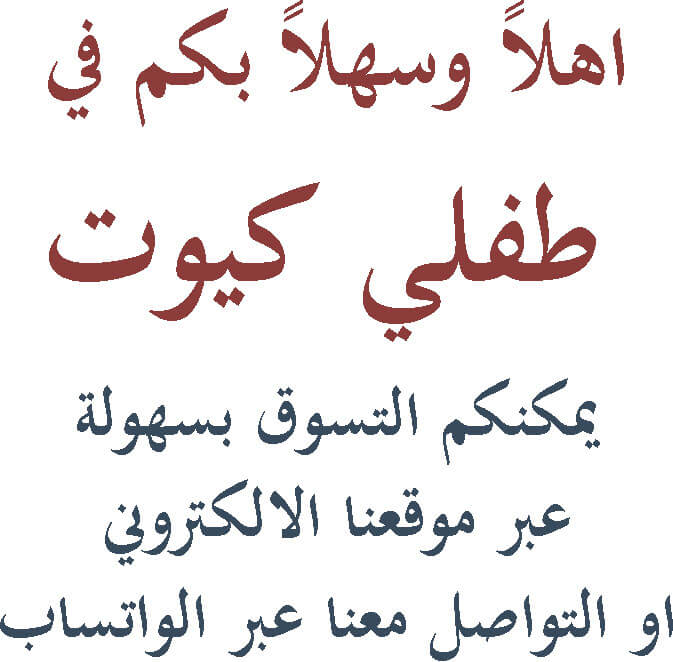 اهلاً وسهلاً بكم في
طفلي كيوت
يمكنكم التسوق بسهولة
عبر موقعنا الالكتروني
او التواصل معنا عبر الواتساب